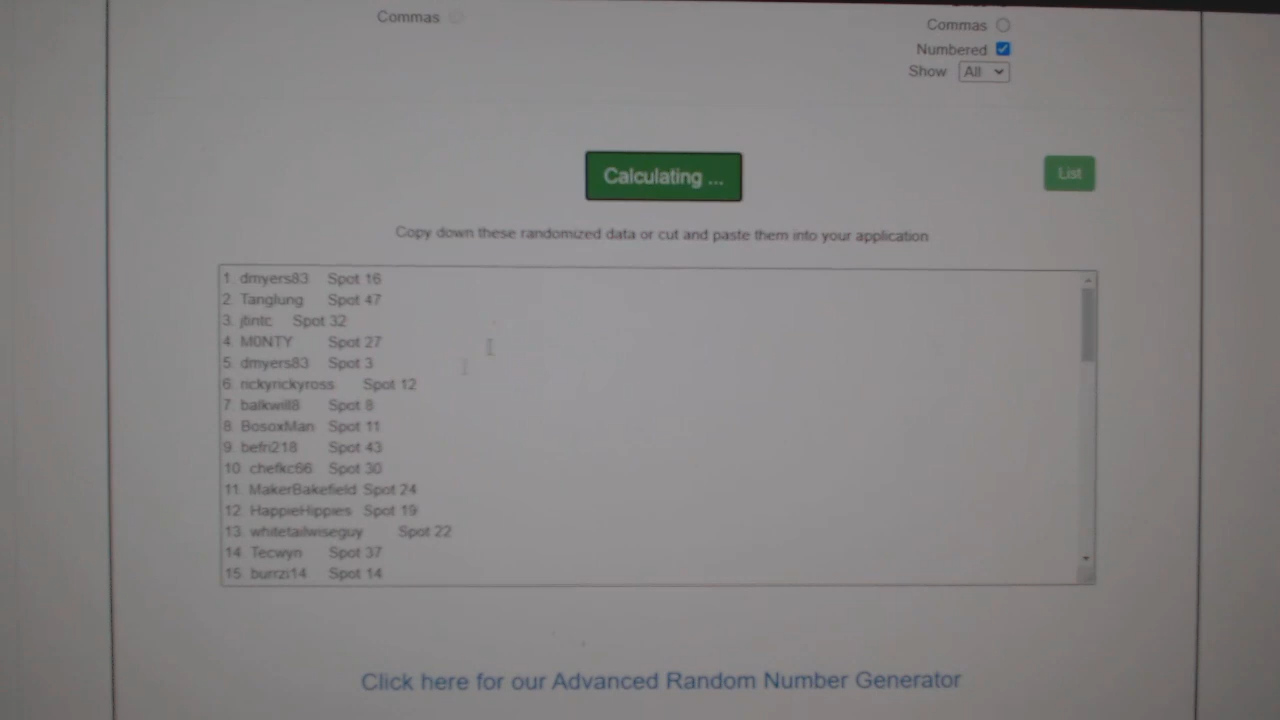 Commas
Commas
Numbered
Show All
Calculating ...
List
Copy down these randomized data or cut and paste them into your application
1. dmyers83 Spot 16
2. Tanglung Spot 47
3. jtintc Spot 32
4. M0NTY Spot 27
5. dmyers83 Spot 3
6. rickyrickyross Spot 12
7. balkwill8 Spot 8
8. BosoxMan Spot 11
9. befri218 Spot 43
10. chefkc66 Spot 30
11. MakerBakefield Spot 24
12. HappieHippies Spot 19
13. whitetailwiseguy Spot 22
14. Tecwyn Spot 37
15. burrzi14 Spot 14
Click here for our Advanced Random Number Generator